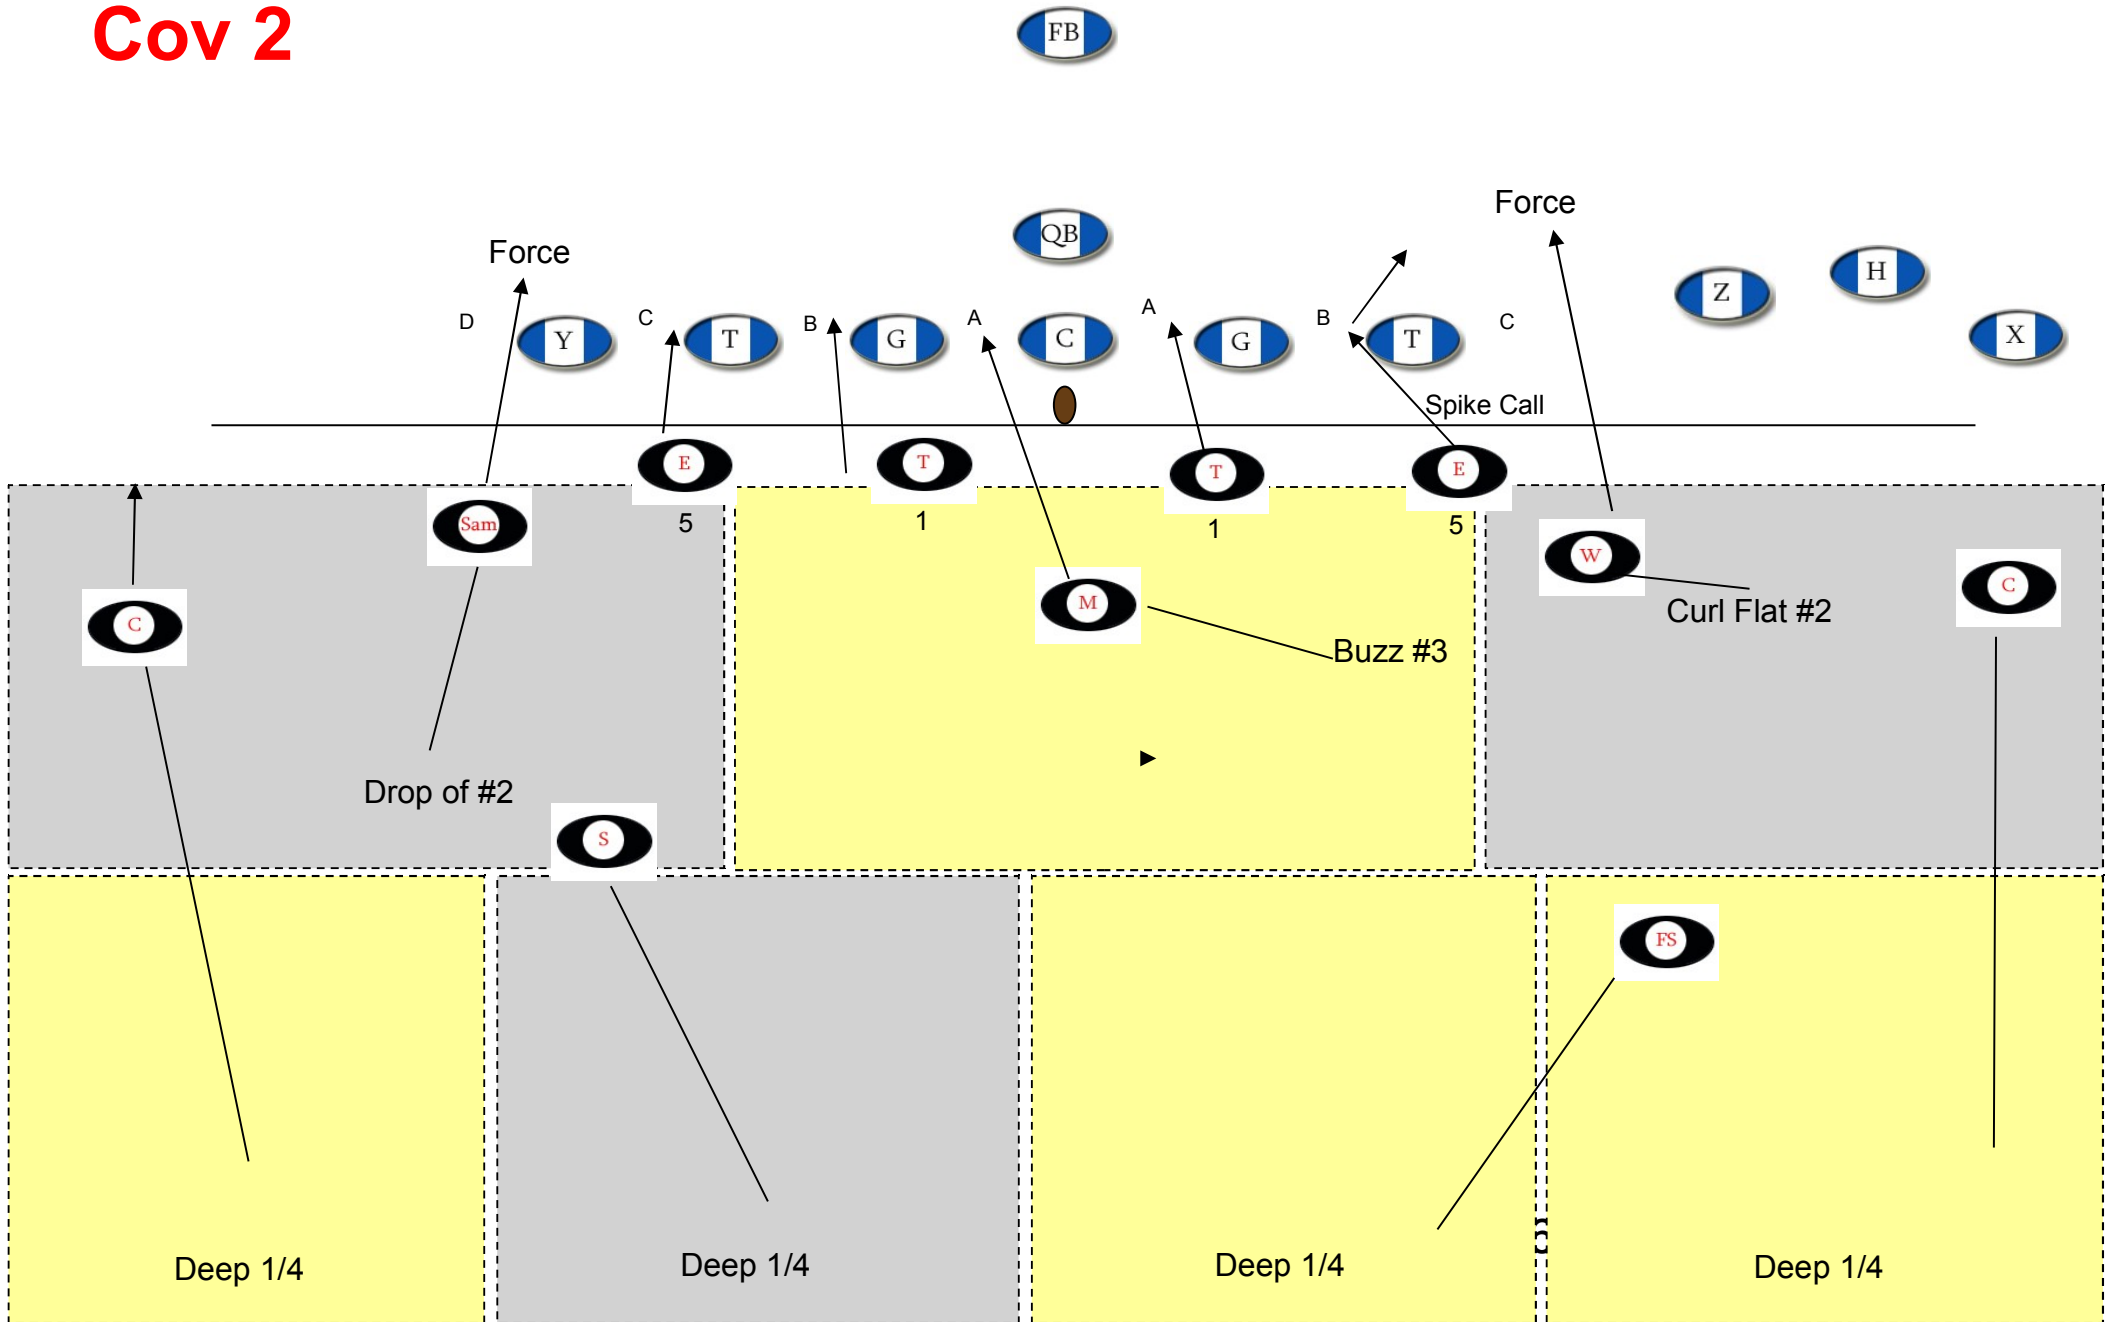 Cov 2
FB
Force
QB
Force
H
Z
D
Y
C
T
B
G
A
C
A
G
B
T
C
X
Spike Call
E
T
T
E
Sam
5
1
1
5
W
C
C
M
Curl Flat #2
Buzz #3
Drop of #2
S
FS
Deep 1/4
Deep 1/4
Deep 1/4
Deep 1/4